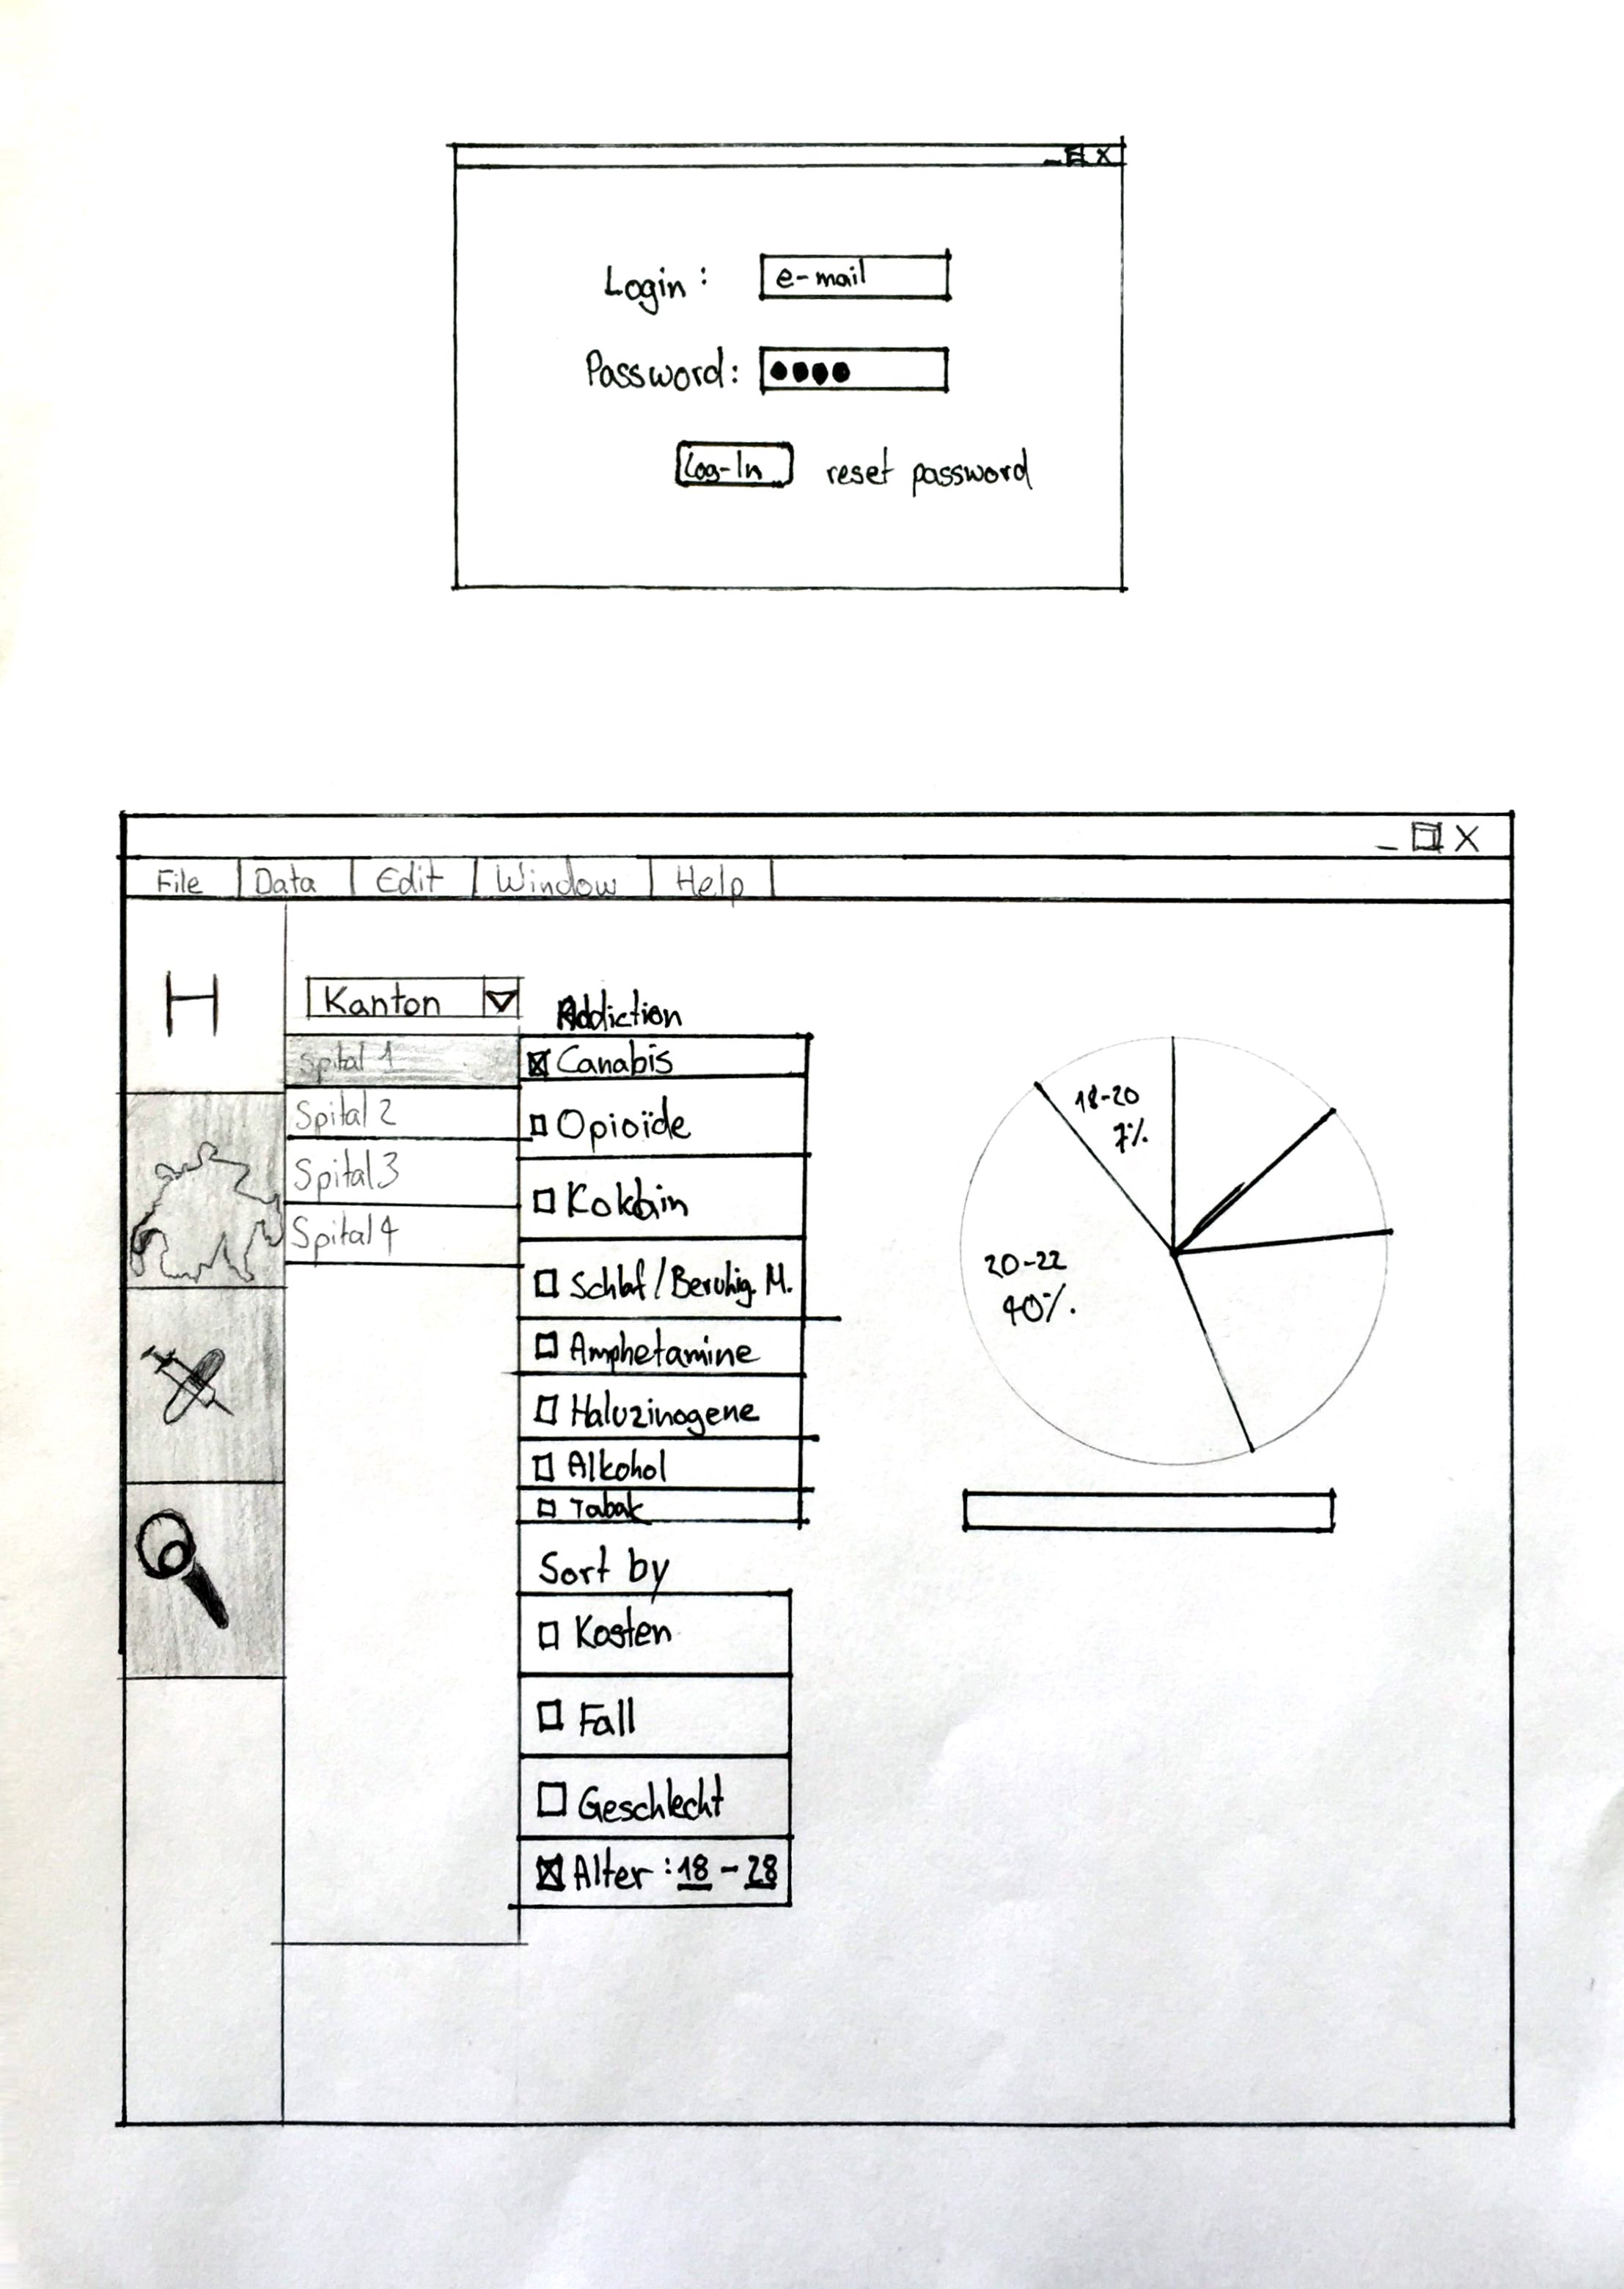 _ X
Login : e-mail
Password: ●●●●
Log-In reset password
_ X
File Data Edit Window Help
H
Kanton
Addiction
Spital 1
Spital 2
Spital 3
Spital 4
Canabis
Opioïde
Kokain
Schlaf / Beruhig. M.
Amphetamine
Haluzinogene
Alkohol
Tabak
Sort by
Kosten
Fall
Geschlecht
Alter : 18 - 28
18-20
7%.
20-22
40%.